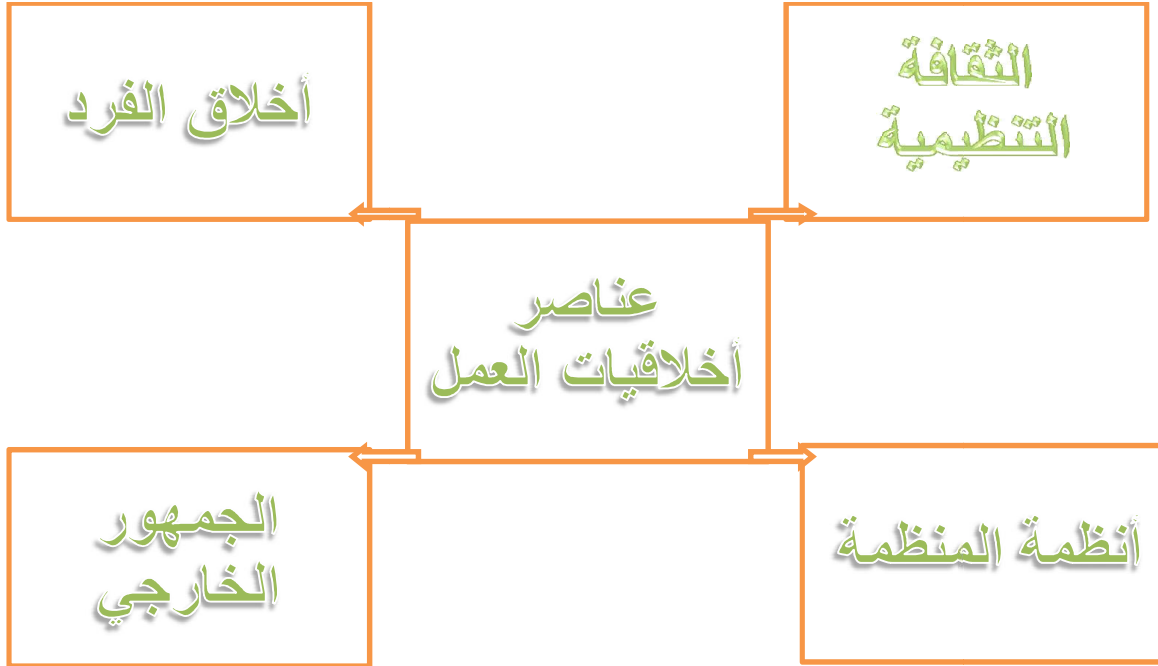 الثقافة
التنظيمية
أخلاق الفرد
عناصر
أخلاقيات العمل
أنظمة المنظمة
الجمهور
الخارجي